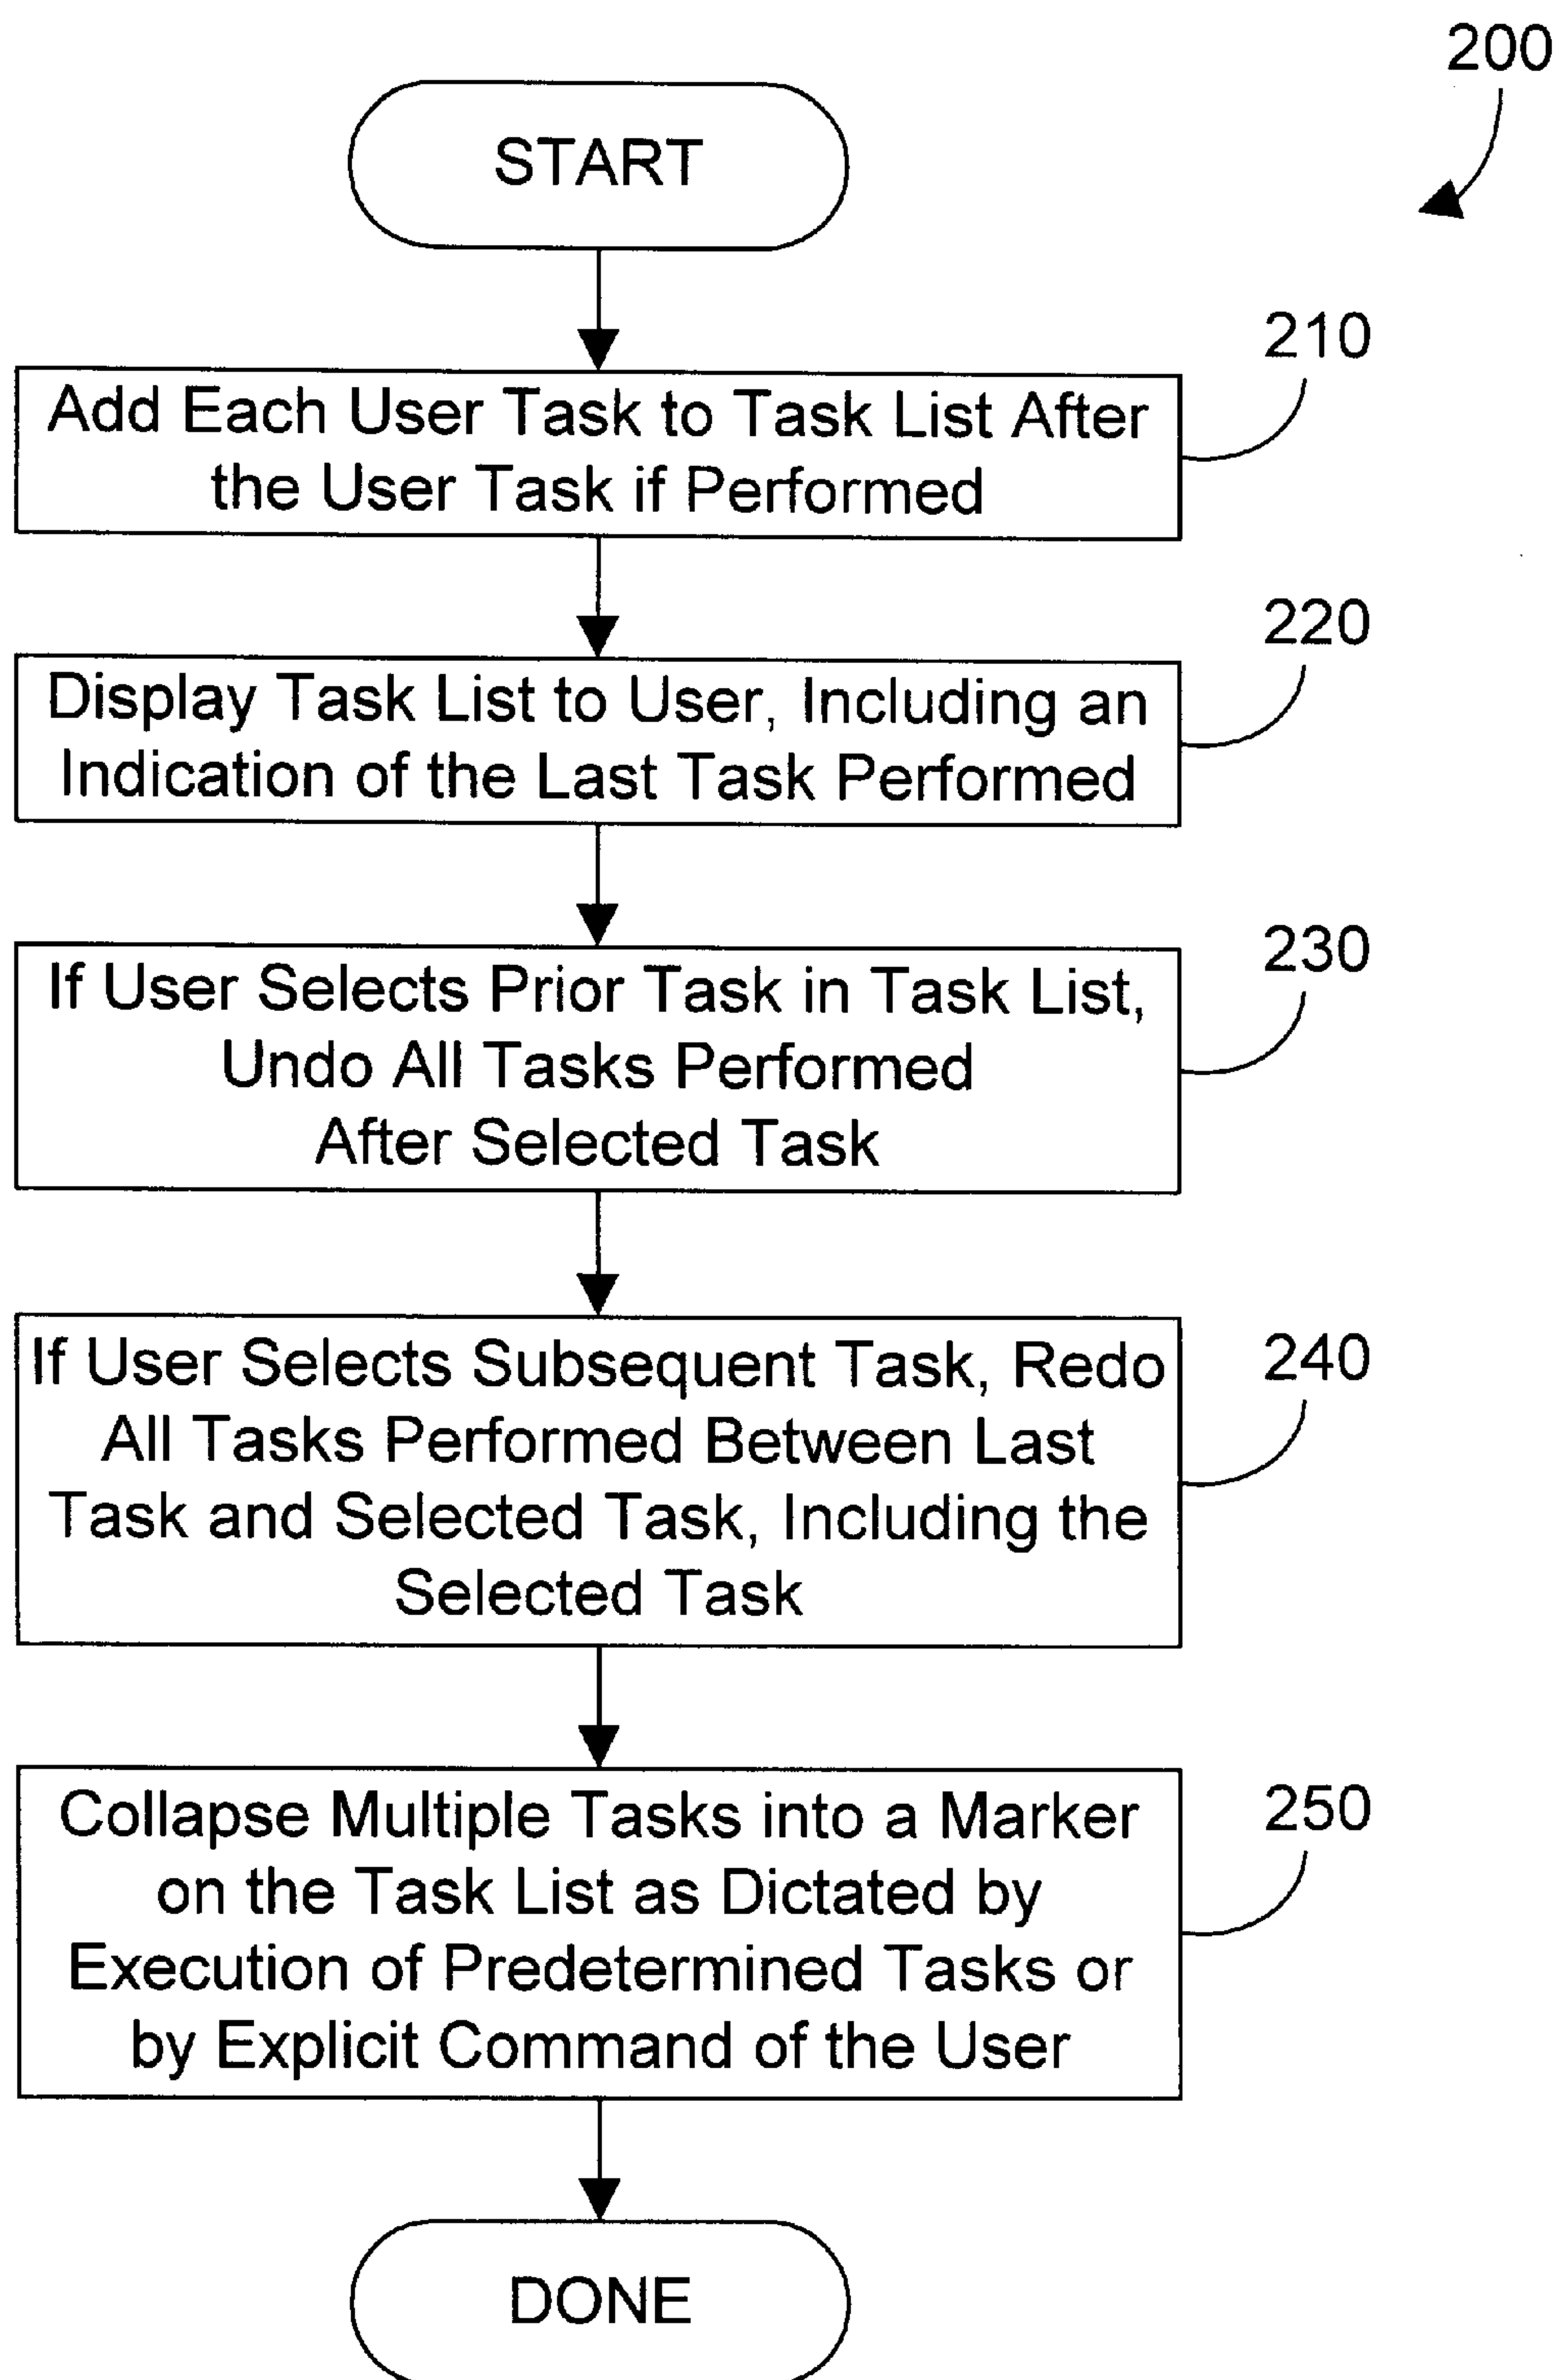 200
START
210
Add Each User Task to Task List After
the User Task if Performed
220
Display Task List to User, Including an
Indication of the Last Task Performed
230
If User Selects Prior Task in Task List,
Undo All Tasks Performed
After Selected Task
240
If User Selects Subsequent Task, Redo
All Tasks Performed Between Last
Task and Selected Task, Including the
Selected Task
250
Collapse Multiple Tasks into a Marker
on the Task List as Dictated by
Execution of Predetermined Tasks or
by Explicit Command of the User
DONE